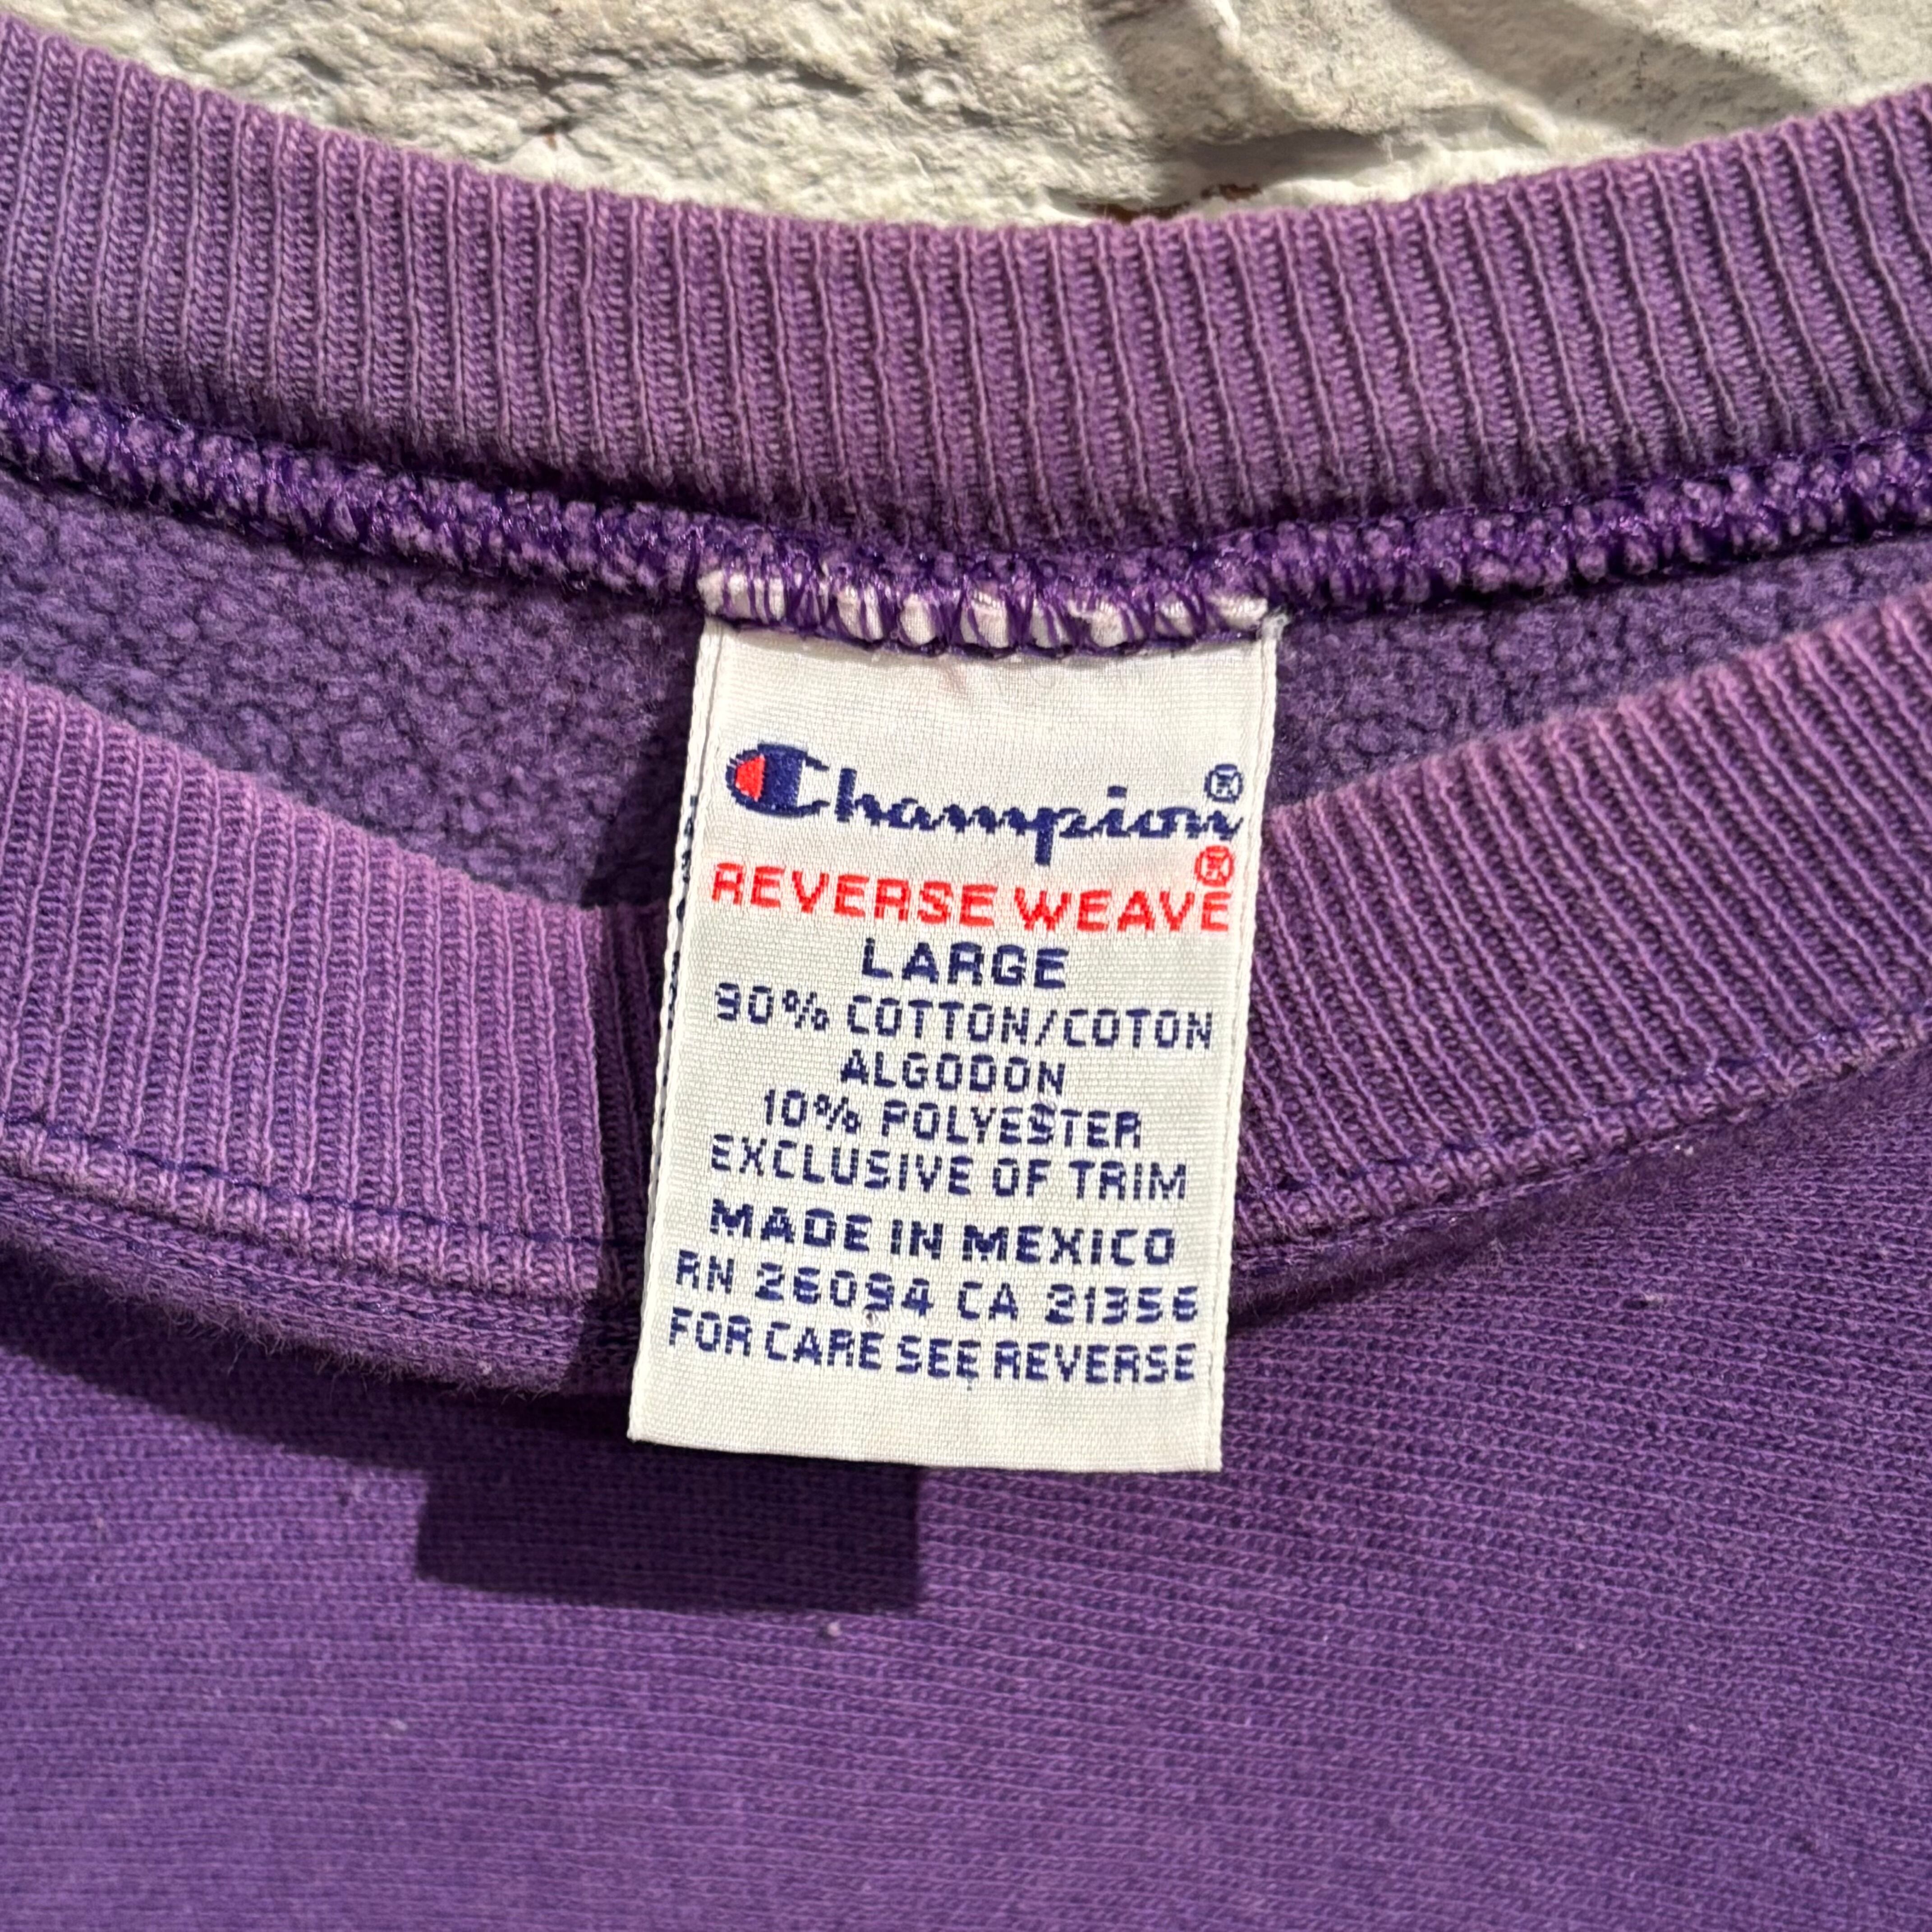 Champion®
REVERSE WEAVE®
LARGE
90% COTTON/COTON
ALGODON
10% POLYESTER
EXCLUSIVE OF TRIM
MADE IN MEXICO
RN 26094 CA 21356
FOR CARE SEE REVERSE